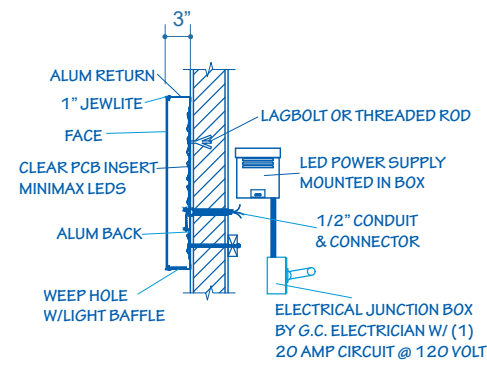 3"
ALUM RETURN
1" JEWLITE
FACE
CLEAR PCB INSERT
MINIMAX LEDS
ALUM BACK
WEEP HOLE
W/LIGHT BAFFLE
LAGBOLT OR THREADED ROD
LED POWER SUPPLY
MOUNTED IN BOX
1/2" CONDUIT
& CONNECTOR
ELECTRICAL JUNCTION BOX
BY G.C. ELECTRICIAN W/ (1)
20 AMP CIRCUIT @ 120 VOLT